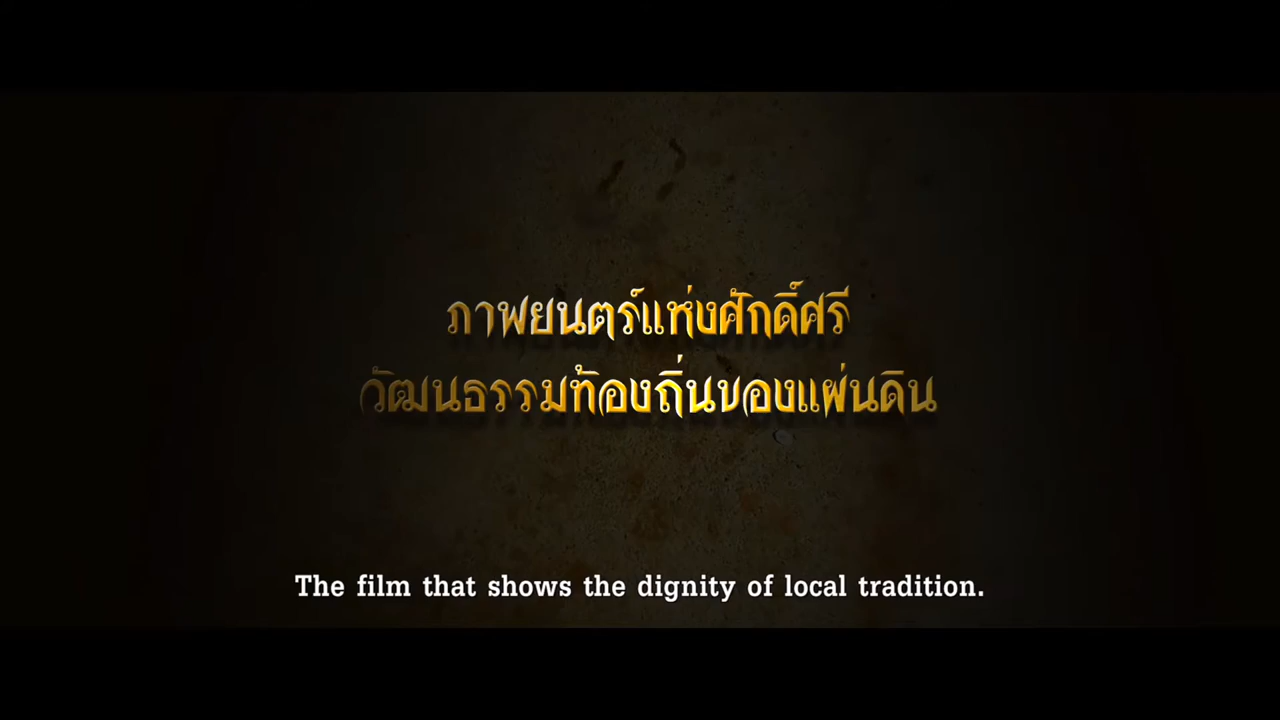 ภาพยนตร์แห่งศักดิ์ศรี
วัฒนธรรมท้องถิ่นของแผ่นดิน
The film that shows the dignity of local tradition.